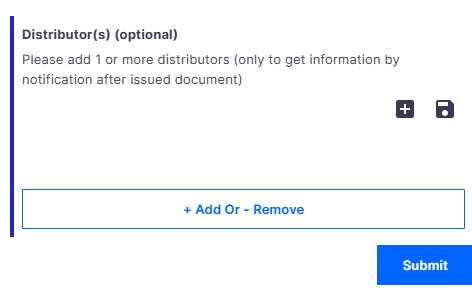 Distributor(s) (optional)
Please add 1 or more distributors (only to get information by
notification after issued document)
+ Add Or - Remove
Submit